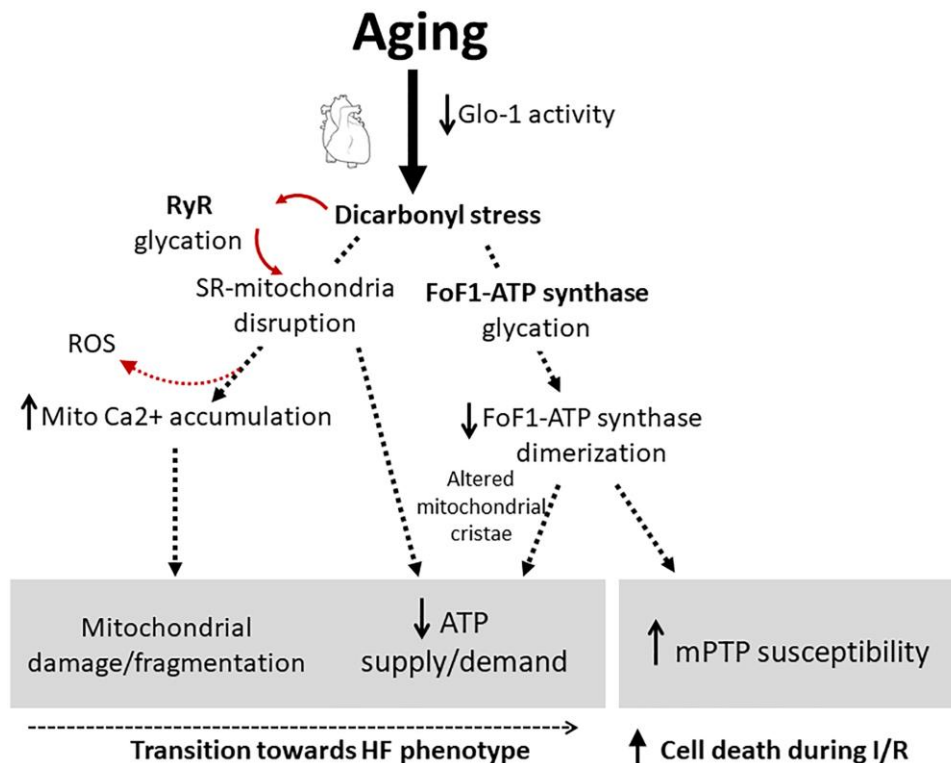 Aging
↓ Glo-1 activity
Dicarbonyl stress
RyR
glycation
SR-mitochondria
disruption
FoF1-ATP synthase
glycation
ROS
↑ Mito Ca2+ accumulation
↓ FoF1-ATP synthase
dimerization
Altered
mitochondrial
cristae
Mitochondrial
damage/fragmentation
↓ ATP
supply/demand
↑ mPTP susceptibility
Transition towards HF phenotype
↑ Cell death during I/R